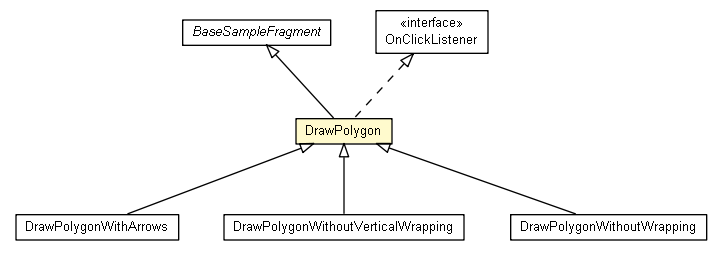 BaseSampleFragment
«interface»
OnClickListener
DrawPolygon
DrawPolygonWithArrows
DrawPolygonWithoutVerticalWrapping
DrawPolygonWithoutWrapping